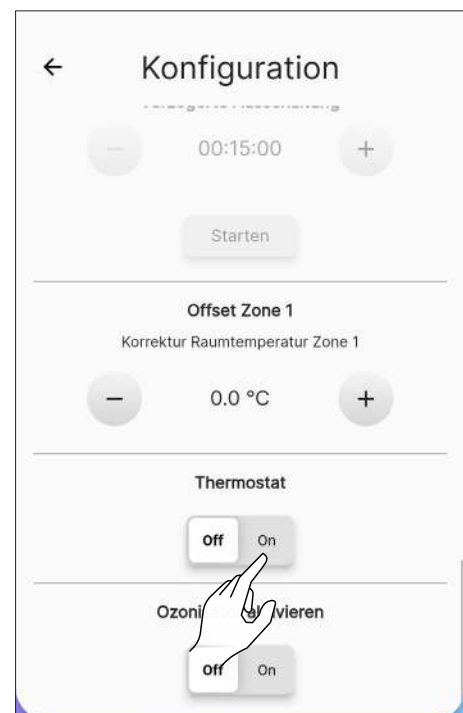 Konfiguration
00:15:00
Starten
Offset Zone 1
Korrektur Raumtemperatur Zone 1
− 0.0 °C +
Thermostat
Off On
aktivieren
Off On